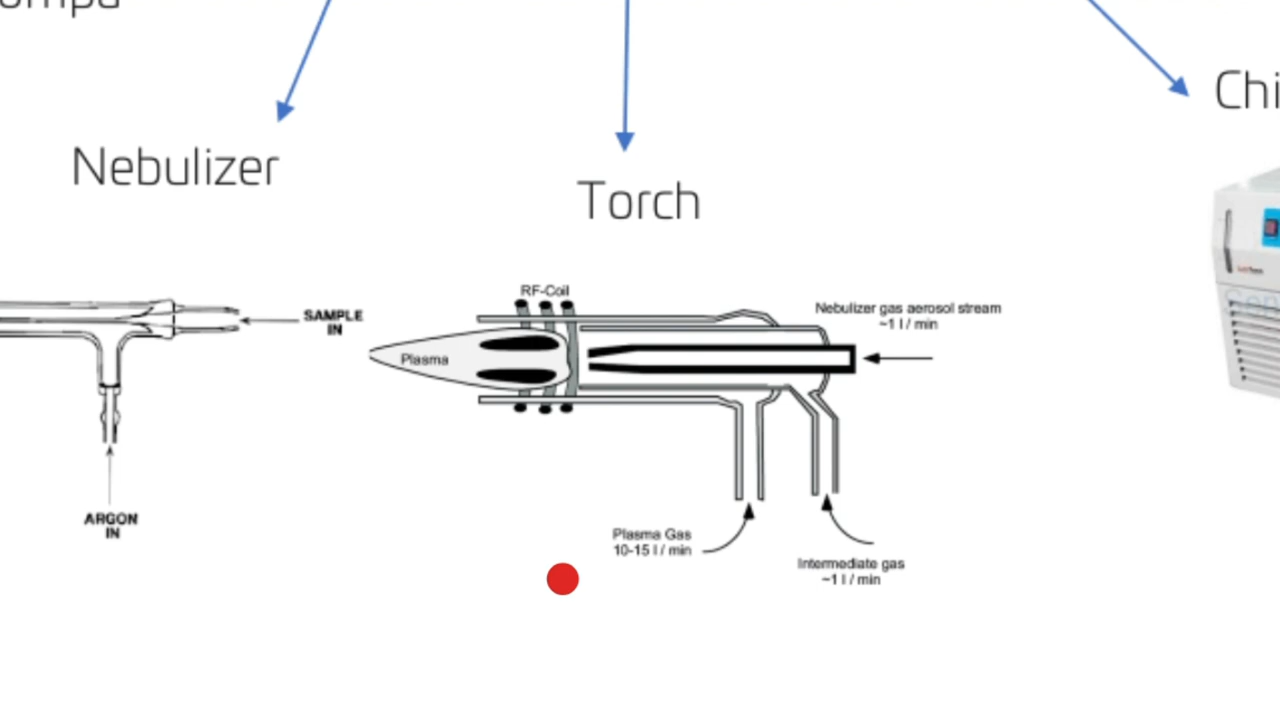 Nebulizer
Torch
RF-Coil
Plasma
SAMPLE
IN
ARGON
IN
Nebulizer gas aerosol stream
~1 l / min
Plasma Gas
10-15 l / min
Intermediate gas
~1 l / min
Chi